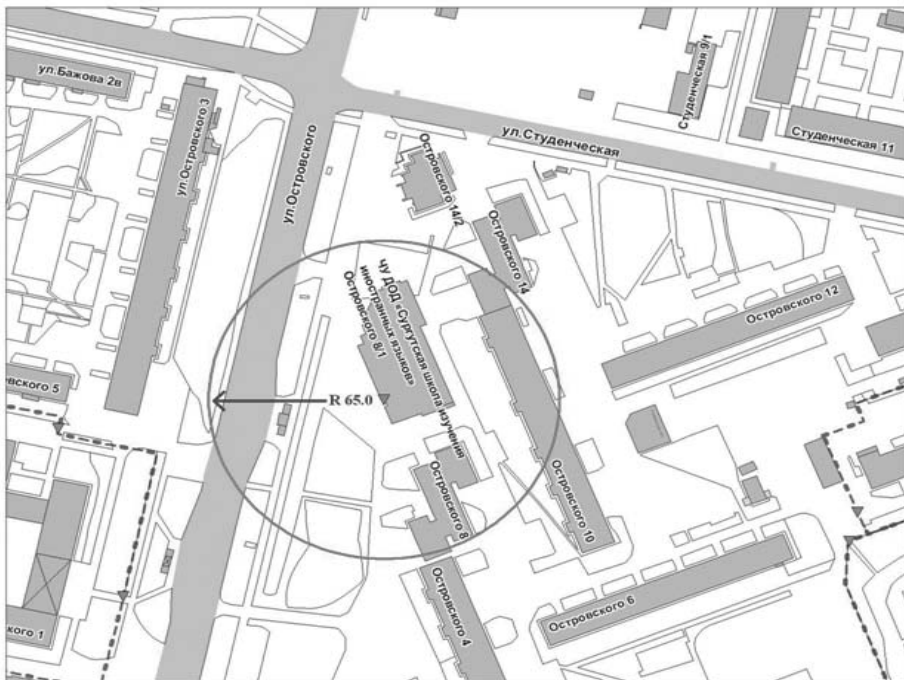 ул.Бажова 2в
ул.Островского 3
ул.Островского
ул.Студенческая
Студенческая 9/1
Студенческая 11
Островского 14/2
Островского 14
Островского 12
ЧУ ДОД «Сургутская школа изучения
иностранных языков»
Островского 8/1
R 65.0
овского 5
Островского 8
Островского 10
Островского 6
Островского 4
кого 1